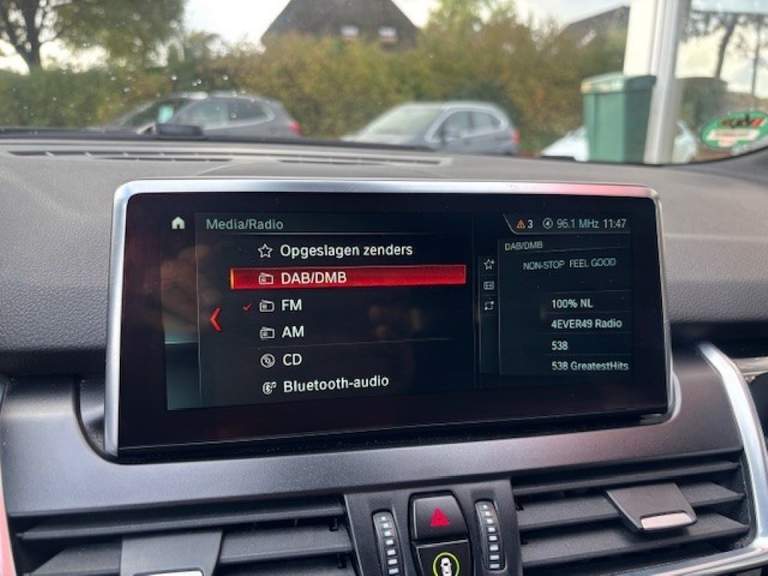 Media/Radio
3 96.1 MHz 11:47
Opgeslagen zenders
DAB/DMB
FM
AM
CD
Bluetooth-audio
DAB/DMB
NON-STOP FEEL GOOD
100% NL
4EVER49 Radio
538
538 GreatestHits